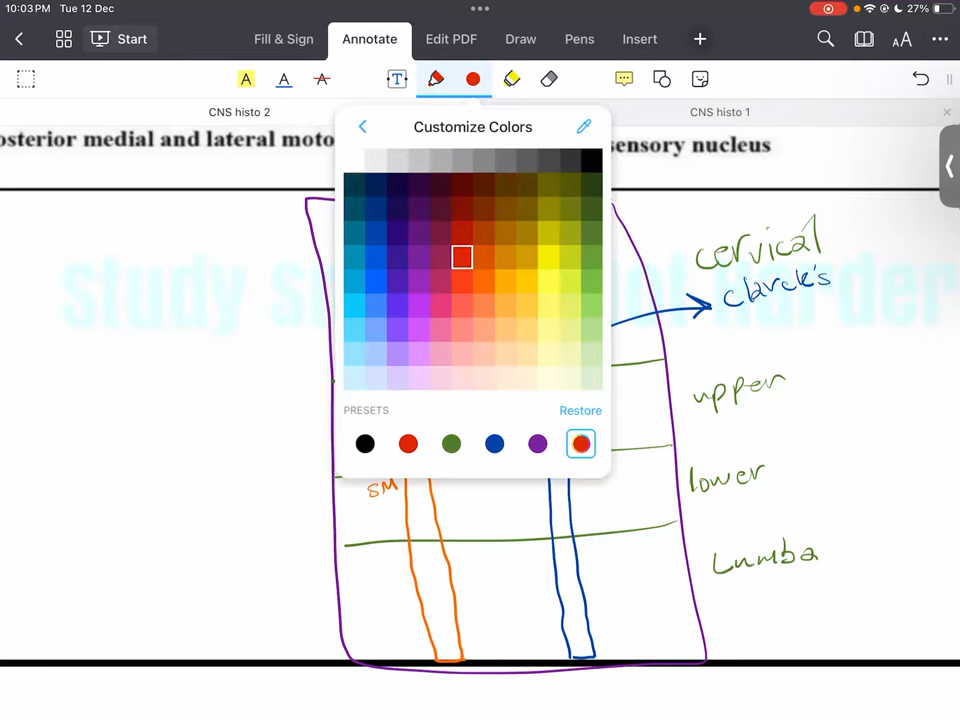 10:03 PM Tue 12 Dec 27%
Start Fill & Sign Annotate Edit PDF Draw Pens Insert
A A A T
CNS histo 2 CNS histo 1
Customize Colors
osterior medial and lateral moto sensory nucleus
cervical
study s
clarck's
PRESETS Restore
upper
SM
lower
Lumba